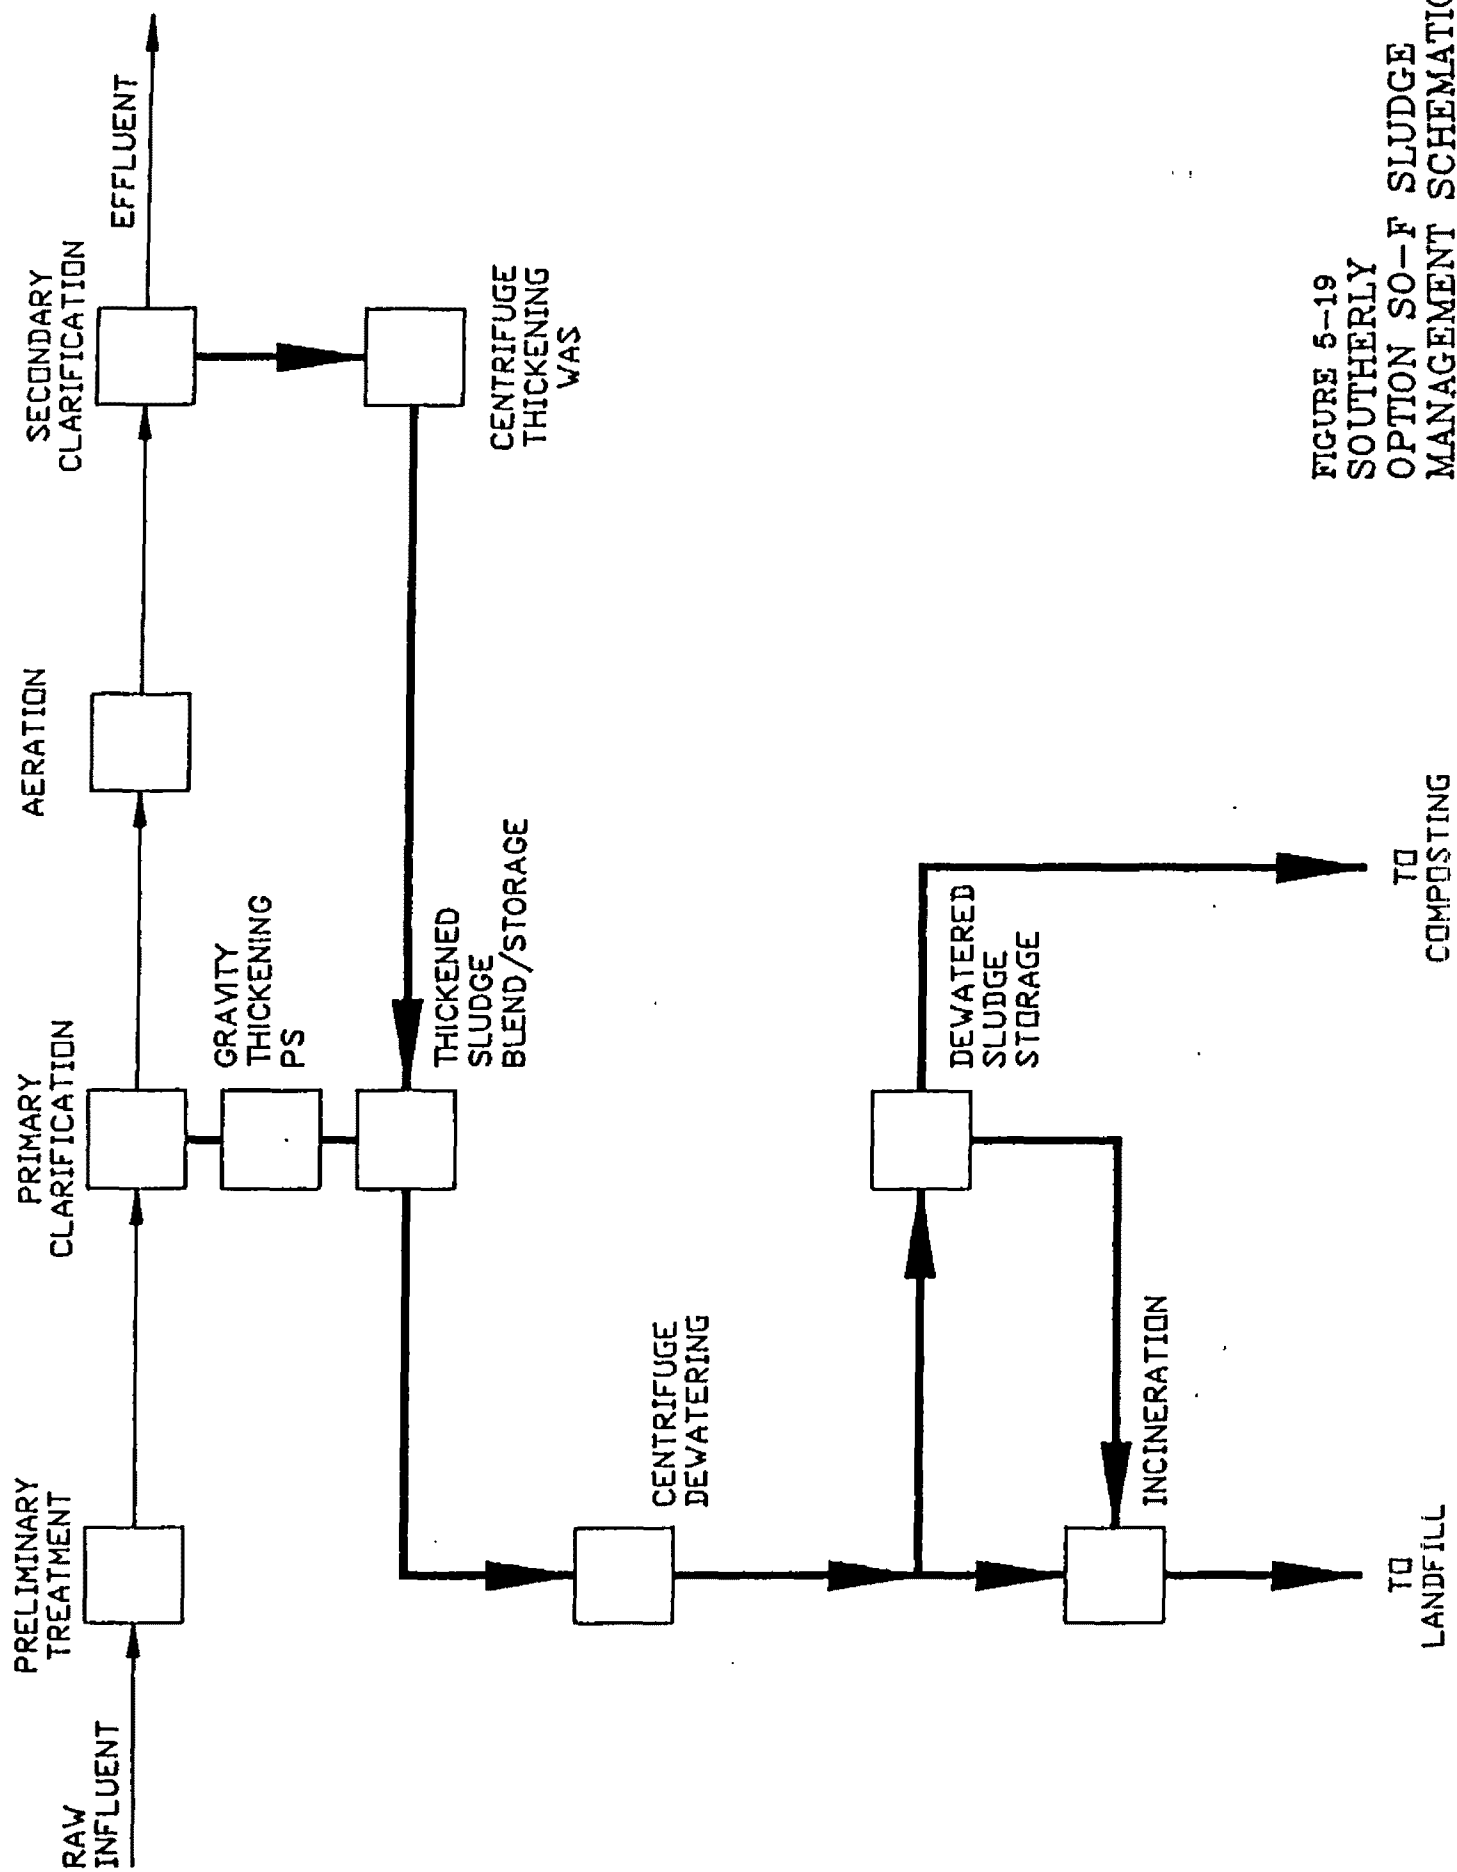 RAW
INFLUENT
PRELIMINARY
TREATMENT
PRIMARY
CLARIFICATION
AERATION
SECONDARY
CLARIFICATION
EFFLUENT
GRAVITY
THICKENING
PS
THICKENED
SLUDGE
BLEND/STORAGE
CENTRIFUGE
THICKENING
WAS
CENTRIFUGE
DEWATERING
DEWATERED
SLUDGE
STORAGE
INCINERATION
TO
LANDFILL
TO
COMPOSTING
FIGURE 5-19
SOUTHERLY
OPTION SO-F SLUDGE
MANAGEMENT SCHEMATIC